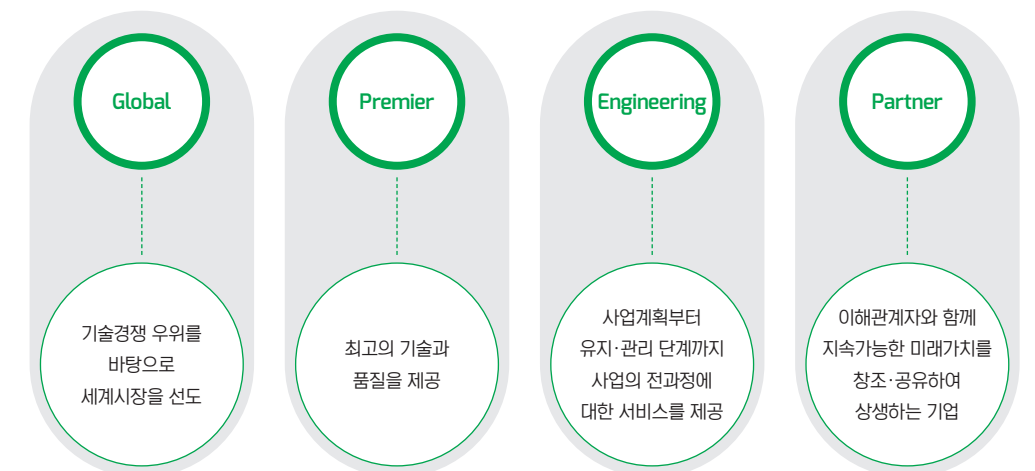 Global
기술경쟁 우위를
바탕으로
세계시장을 선도
Premier
최고의 기술과
품질을 제공
Engineering
사업계획부터
유지·관리 단계까지
사업의 전과정에
대한 서비스를 제공
Partner
이해관계자와 함께
지속가능한 미래가치를
창조·공유하여
상생하는 기업